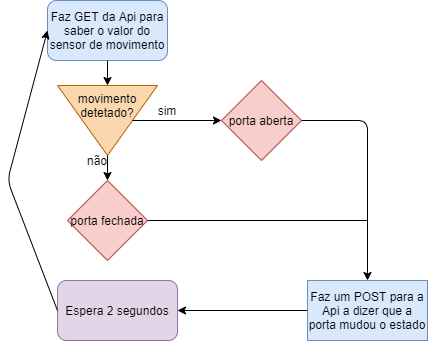 Faz GET da Api para
saber o valor do
sensor de movimento
movimento
detetado?
sim
porta aberta
não
porta fechada
Faz um POST para a
Api a dizer que a
porta mudou o estado
Espera 2 segundos